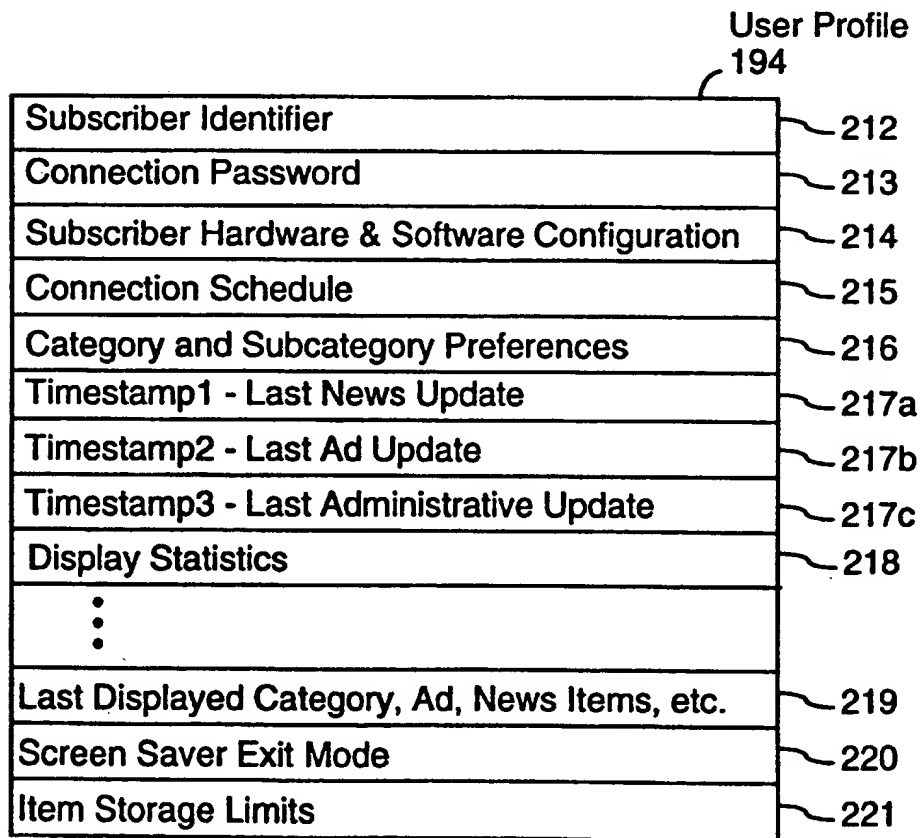 User Profile
194
Subscriber Identifier 212
Connection Password 213
Subscriber Hardware & Software Configuration 214
Connection Schedule 215
Category and Subcategory Preferences 216
Timestamp1 - Last News Update 217a
Timestamp2 - Last Ad Update 217b
Timestamp3 - Last Administrative Update 217c
Display Statistics 218
Last Displayed Category, Ad, News Items, etc. 219
Screen Saver Exit Mode 220
Item Storage Limits 221